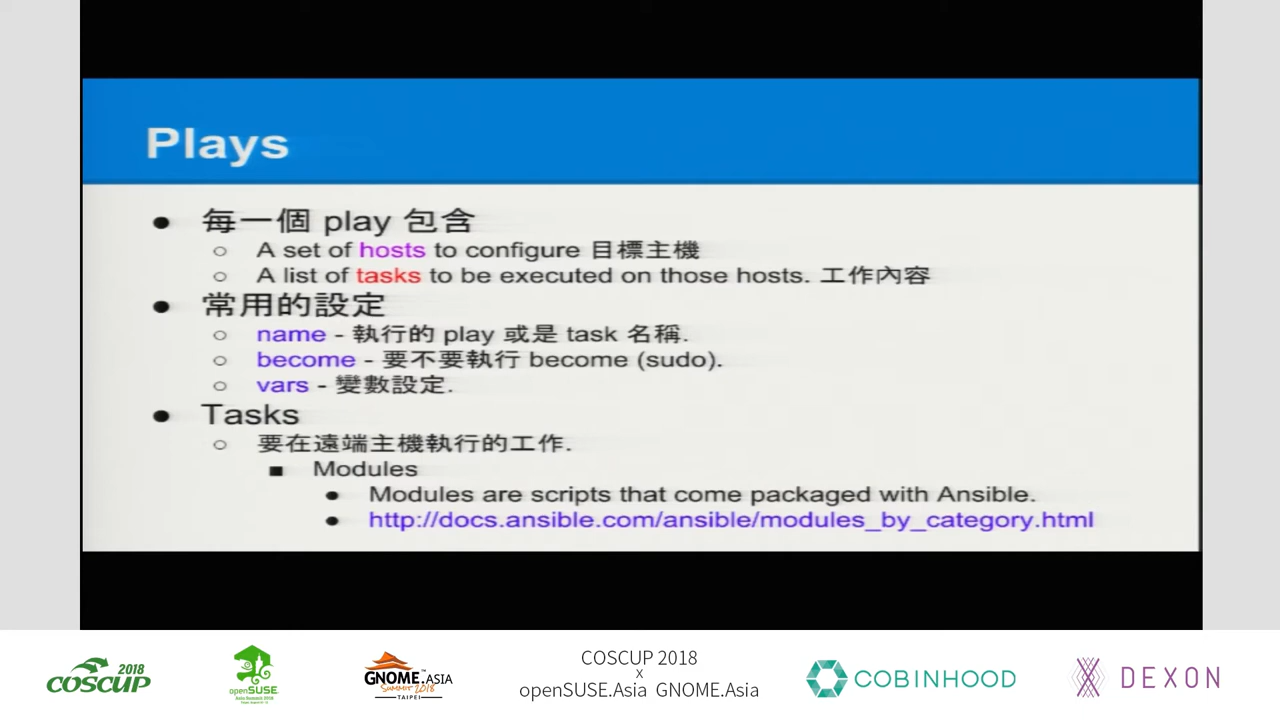 Plays
● 每一個 play 包含
○ A set of hosts to configure 目標主機
○ A list of tasks to be executed on those hosts. 工作內容
● 常用的設定
○ name - 執行的 play 或是 task 名稱.
○ become - 要不要執行 become (sudo).
○ vars - 變數設定.
● Tasks
○ 要在遠端主機執行的工作.
■ Modules
● Modules are scripts that come packaged with Ansible.
● http://docs.ansible.com/ansible/modules_by_category.html
2018
COSCUP
openSUSE
GNOME.ASIA
SUMMIT 2018
TAIPEI
COSCUP 2018
x
openSUSE.Asia GNOME.Asia
COBINHOOD
DEXON